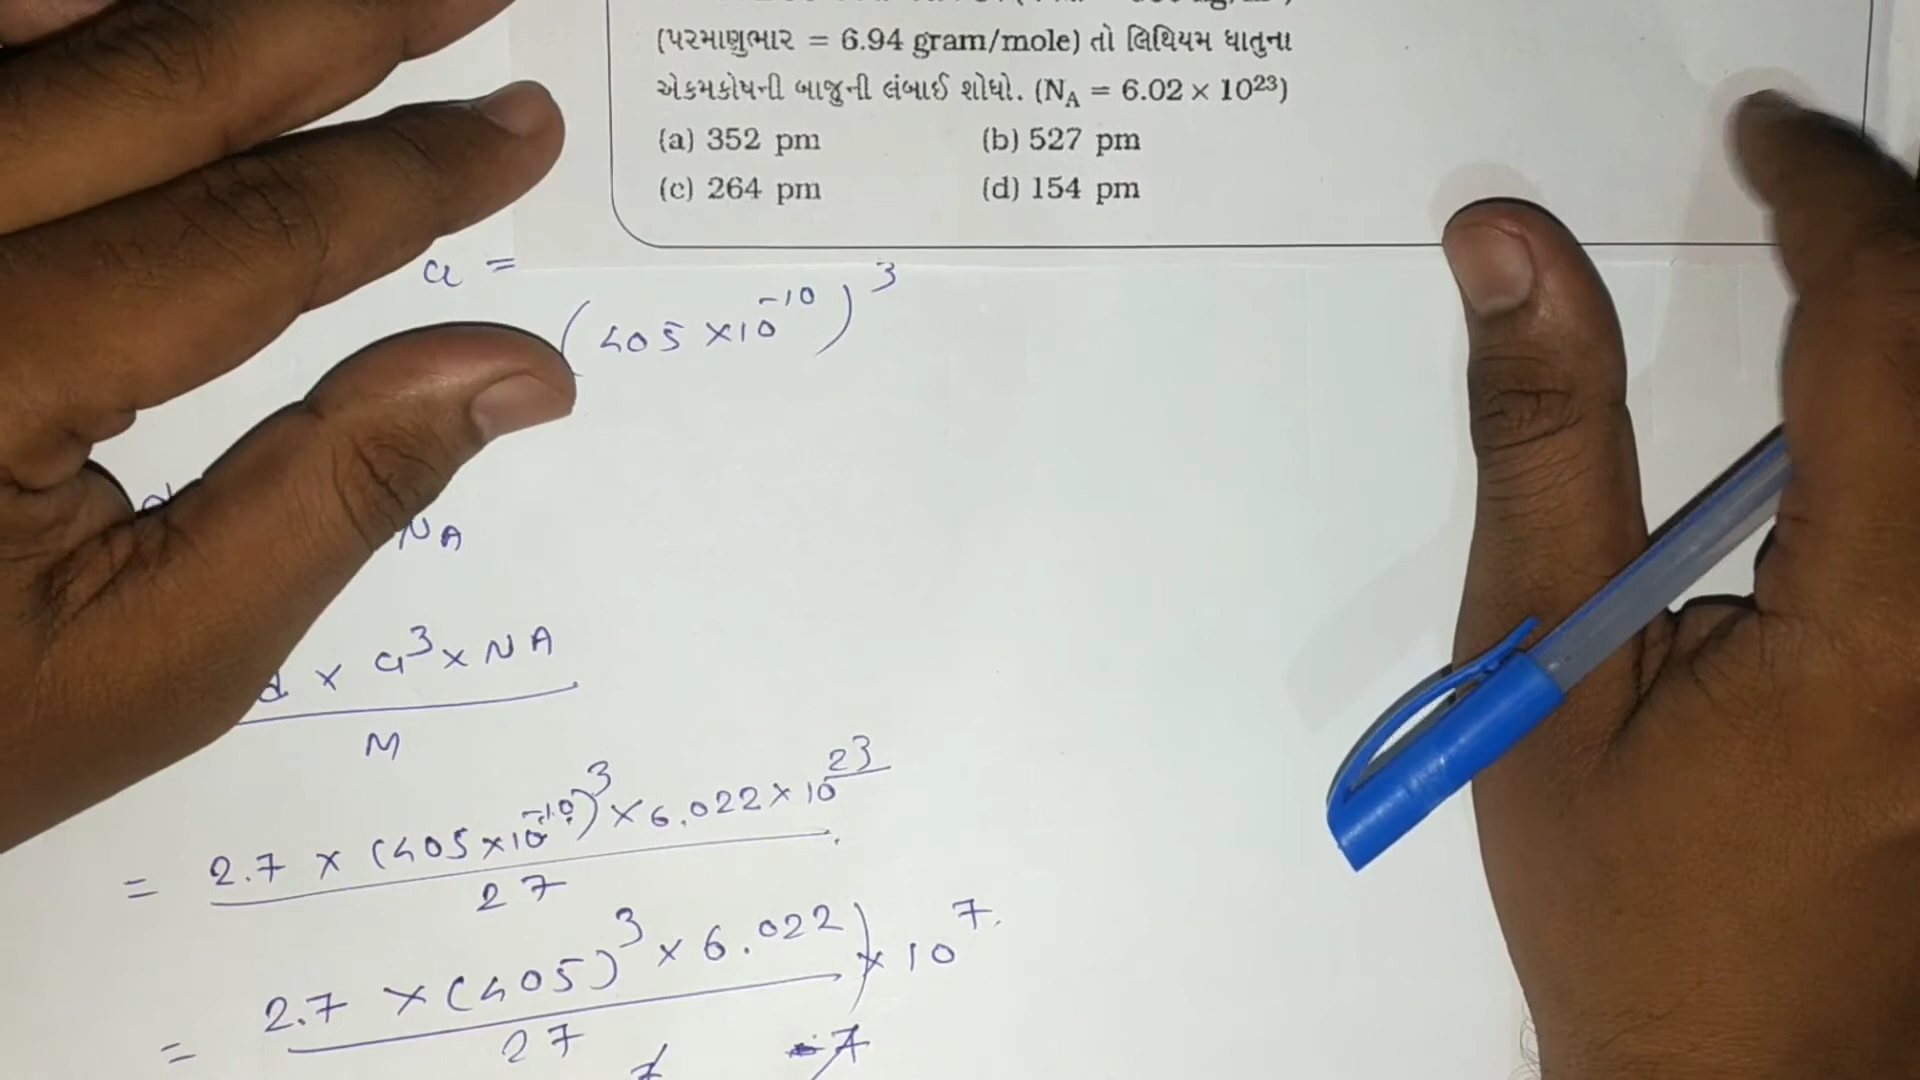 (પરમાણુભાર = 6.94 gram/mole) તો લિથિયમ ધાતુના
એકમકોષની બાજુની લંબાઈ શોધો. (N_A = 6.02 × 10²³)
(a) 352 pm (b) 527 pm
(c) 264 pm (d) 154 pm
a =
(405 ×10⁻¹⁰)³
NA
d × a³ × NA
M
= 2.7 × (405×10⁻¹⁰)³ × 6.022 × 10²³
27
= 2.7 × (405)³ × 6.022) × 10⁷
27